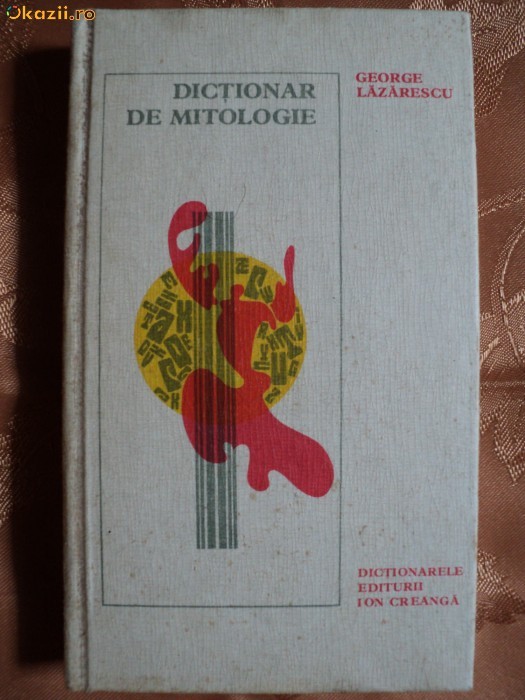 Okazii.ro
DICȚIONAR
DE MITOLOGIE
GEORGE
LĂZĂRESCU
DICȚIONARELE
EDITURII
ION CREANGĂ